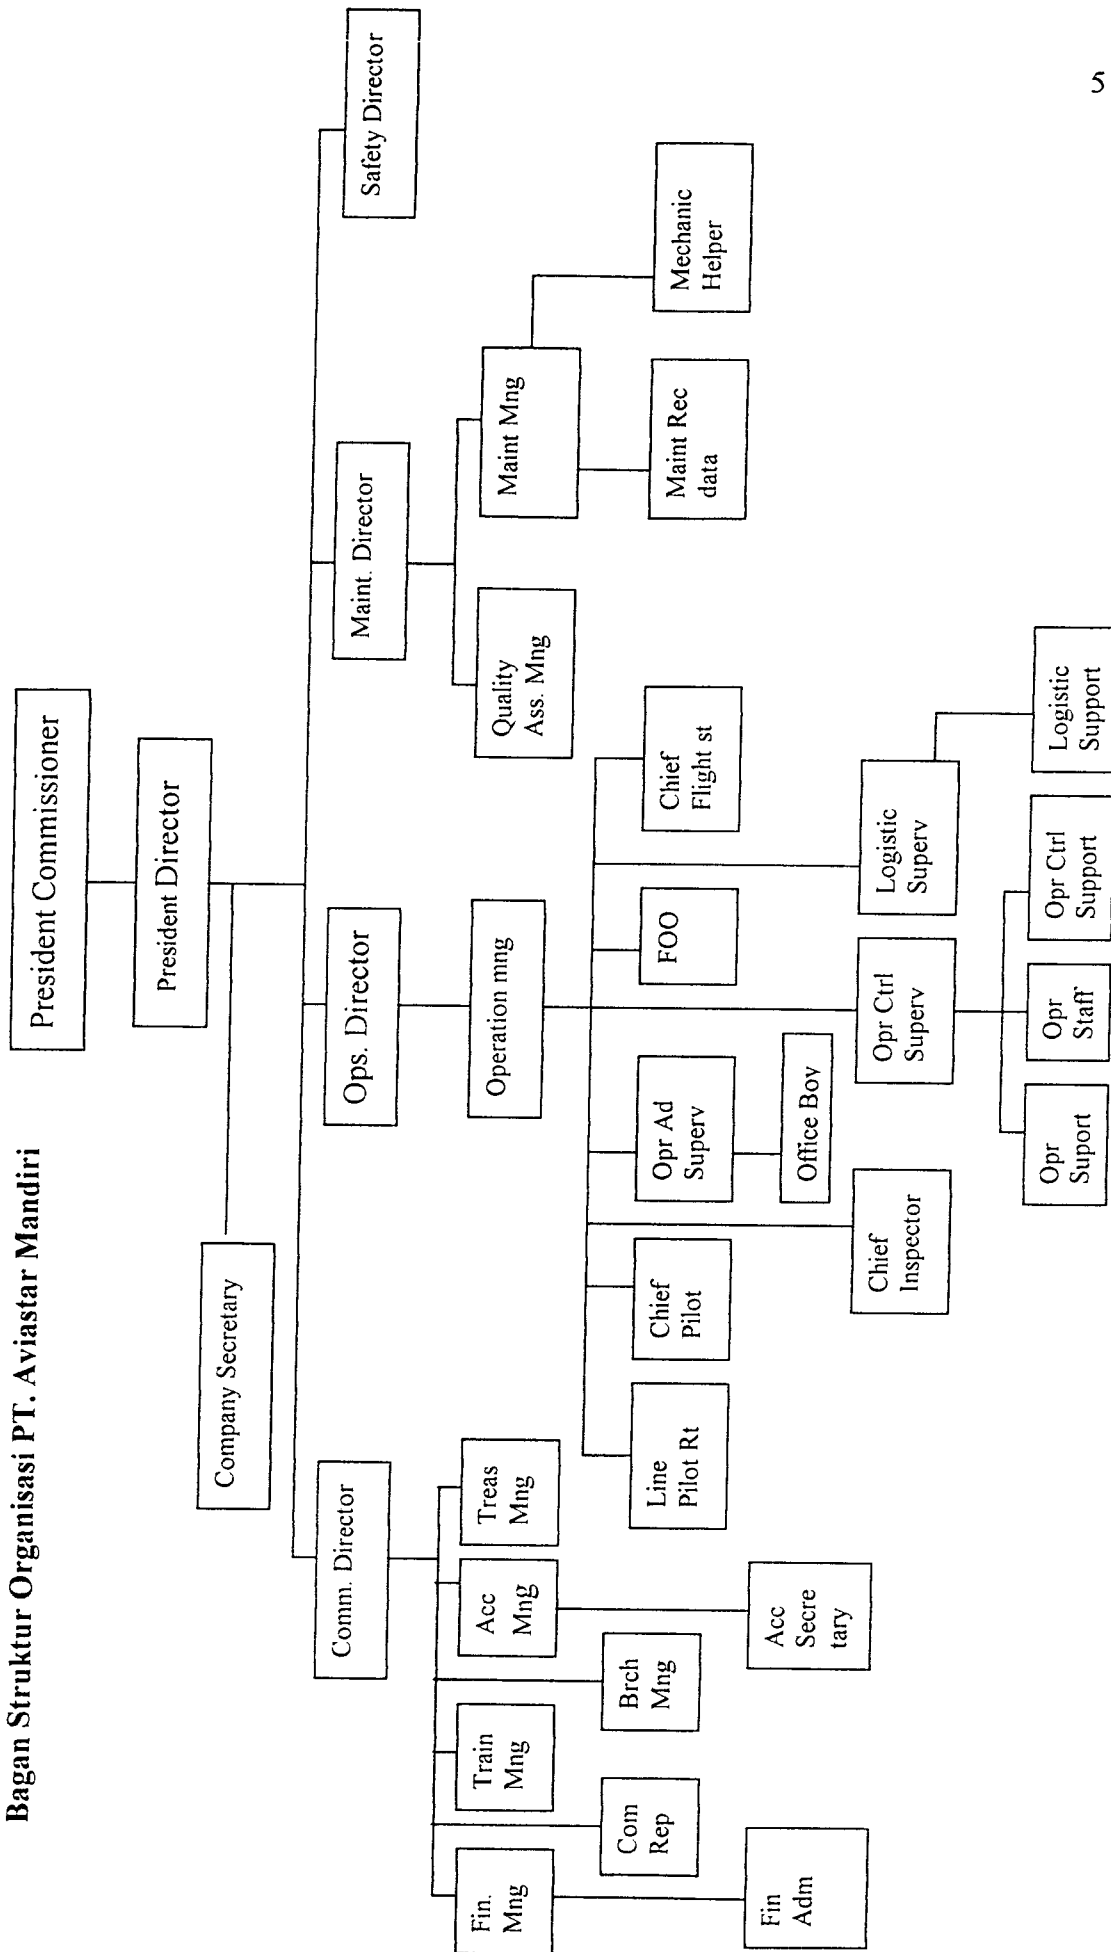 Bagan Struktur Organisasi PT. Aviastar Mandiri
President Commissioner
President Director
Company Secretary
Comm. Director
Ops. Director
Maint. Director
Safety Director
Fin.
Mng
Train
Mng
Acc
Mng
Treas
Mng
Operation mng
Quality
Ass. Mng
Maint Mng
Com
Rep
Brch
Mng
Line
Pilot Rt
Chief
Pilot
Opr Ad
Superv
FOO
Chief
Flight st
Maint Rec
data
Mechanic
Helper
Fin
Adm
Acc
Secre
tary
Office Boy
Chief
Inspector
Opr Ctrl
Superv
Logistic
Superv
Opr
Suport
Opr
Staff
Opr Ctrl
Support
Logistic
Support
5